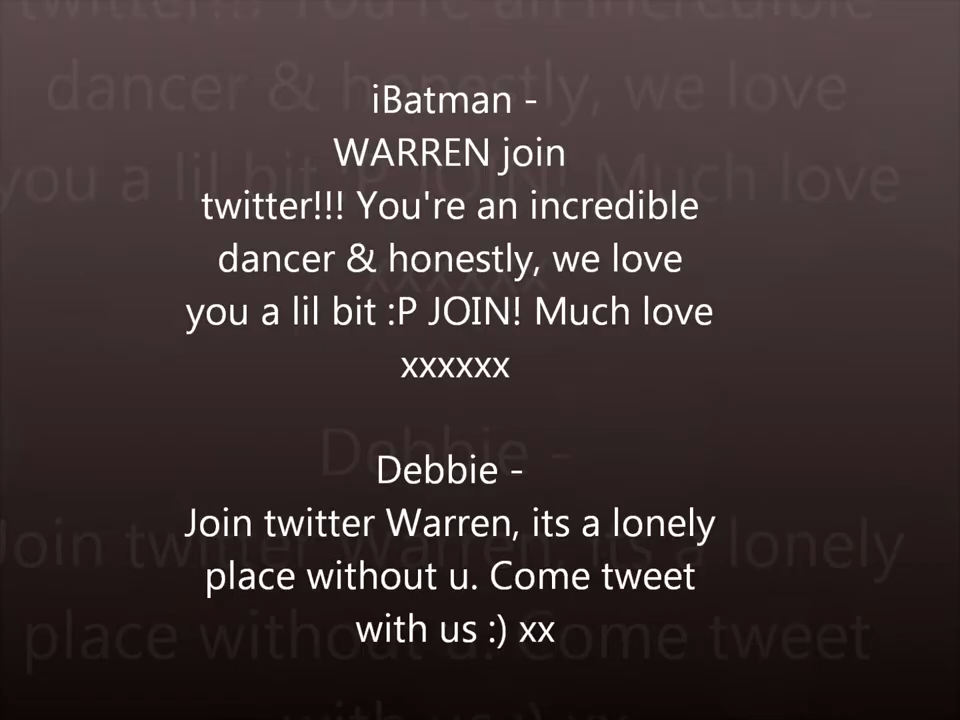 iBatman -
WARREN join
twitter!!! You're an incredible
dancer & honestly, we love
you a lil bit :P JOIN! Much love
xxxxxx
Debbie -
Join twitter Warren, its a lonely
place without u. Come tweet
with us :) xx